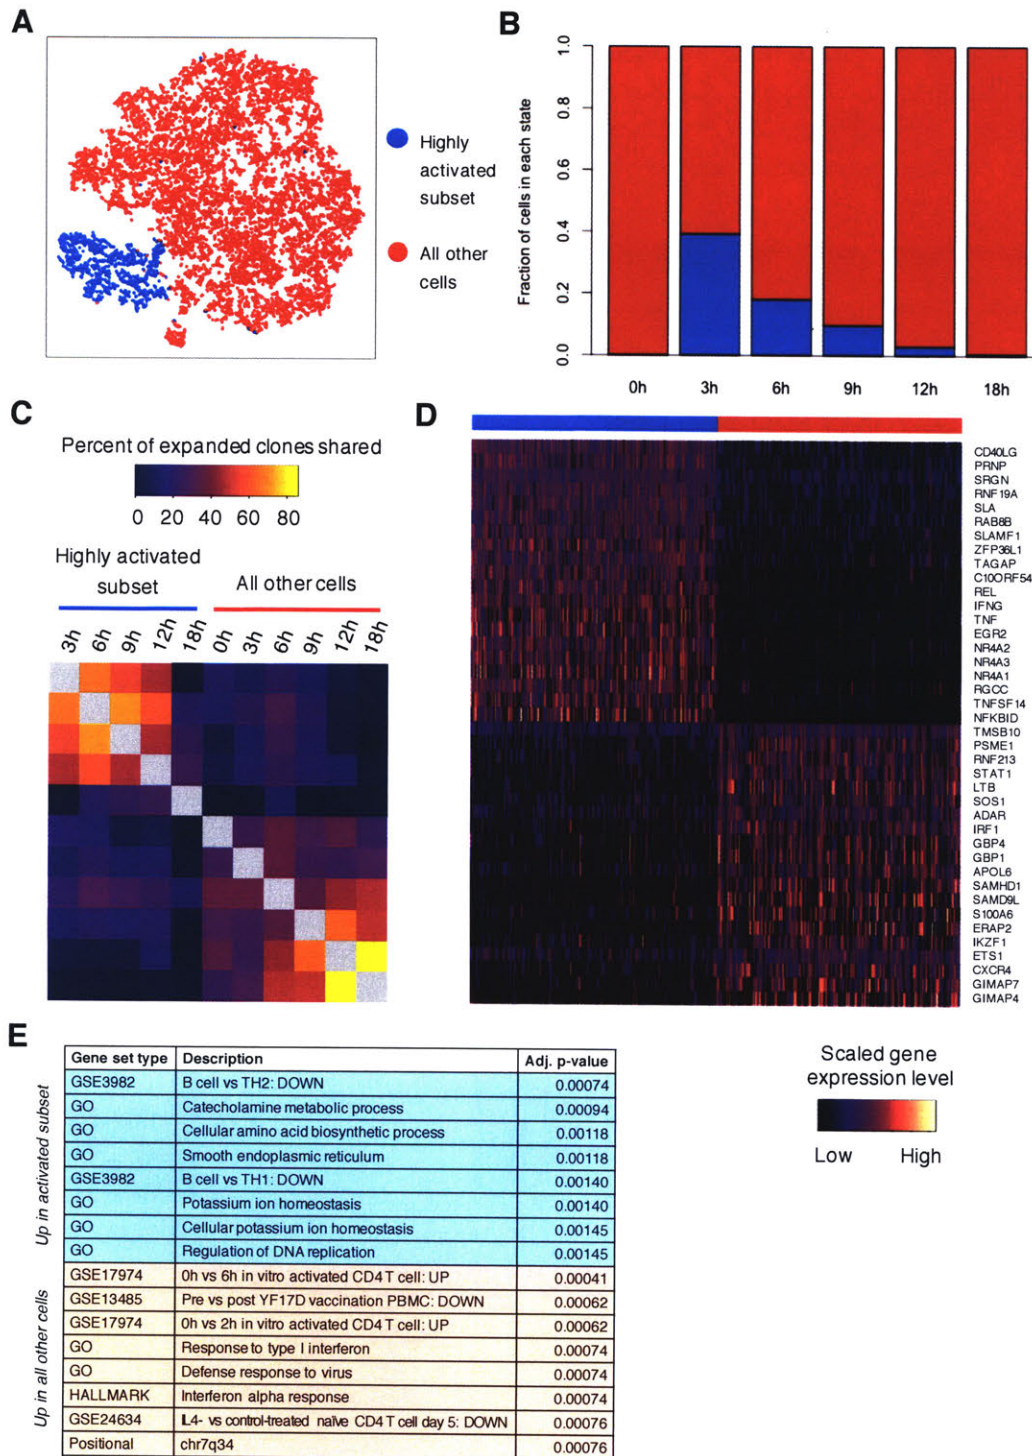 A
Highly
activated
subset
All other
cells
B
Fraction of cells in each state
1.0
0.8
0.6
0.4
0.2
0.0
0h 3h 6h 9h 12h 18h
C
Percent of expanded clones shared
0 20 40 60 80
Highly activated
subset
All other cells
3h 6h 9h 12h 18h 0h 3h 6h 9h 12h 18h
D
CD40LG
PRNP
SRGN
RNF19A
SLA
RAB8B
SLAMF1
ZFP36L1
TAGAP
C10ORF54
REL
IFNG
TNF
EGR2
NR4A2
NR4A3
NR4A1
RGCC
TNFSF14
NFKBID
TMSB10
PSME1
RNF213
STAT1
LTB
SOS1
ADAR
IRF1
GBP4
GBP1
APOL6
SAMHD1
SAMD9L
S100A6
ERAP2
IKZF1
ETS1
CXCR4
GIMAP7
GIMAP4
Scaled gene
expression level
Low High
E
Gene set type Description Adj. p-value
Up in activated subset
GSE3982 B cell vs TH2: DOWN 0.00074
GO Catecholamine metabolic process 0.00094
GO Cellular amino acid biosynthetic process 0.00118
GO Smooth endoplasmic reticulum 0.00118
GSE3982 B cell vs TH1: DOWN 0.00140
GO Potassium ion homeostasis 0.00140
GO Cellular potassium ion homeostasis 0.00145
GO Regulation of DNA replication 0.00145
Up in all other cells
GSE17974 0h vs 6h in vitro activated CD4 T cell: UP 0.00041
GSE13485 Pre vs post YF17D vaccination PBMC: DOWN 0.00062
GSE17974 0h vs 2h in vitro activated CD4 T cell: UP 0.00062
GO Response to type I interferon 0.00074
GO Defense response to virus 0.00074
HALLMARK Interferon alpha response 0.00074
GSE24634 L4- vs control-treated naïve CD4 T cell day 5: DOWN 0.00076
Positional chr7q34 0.00076